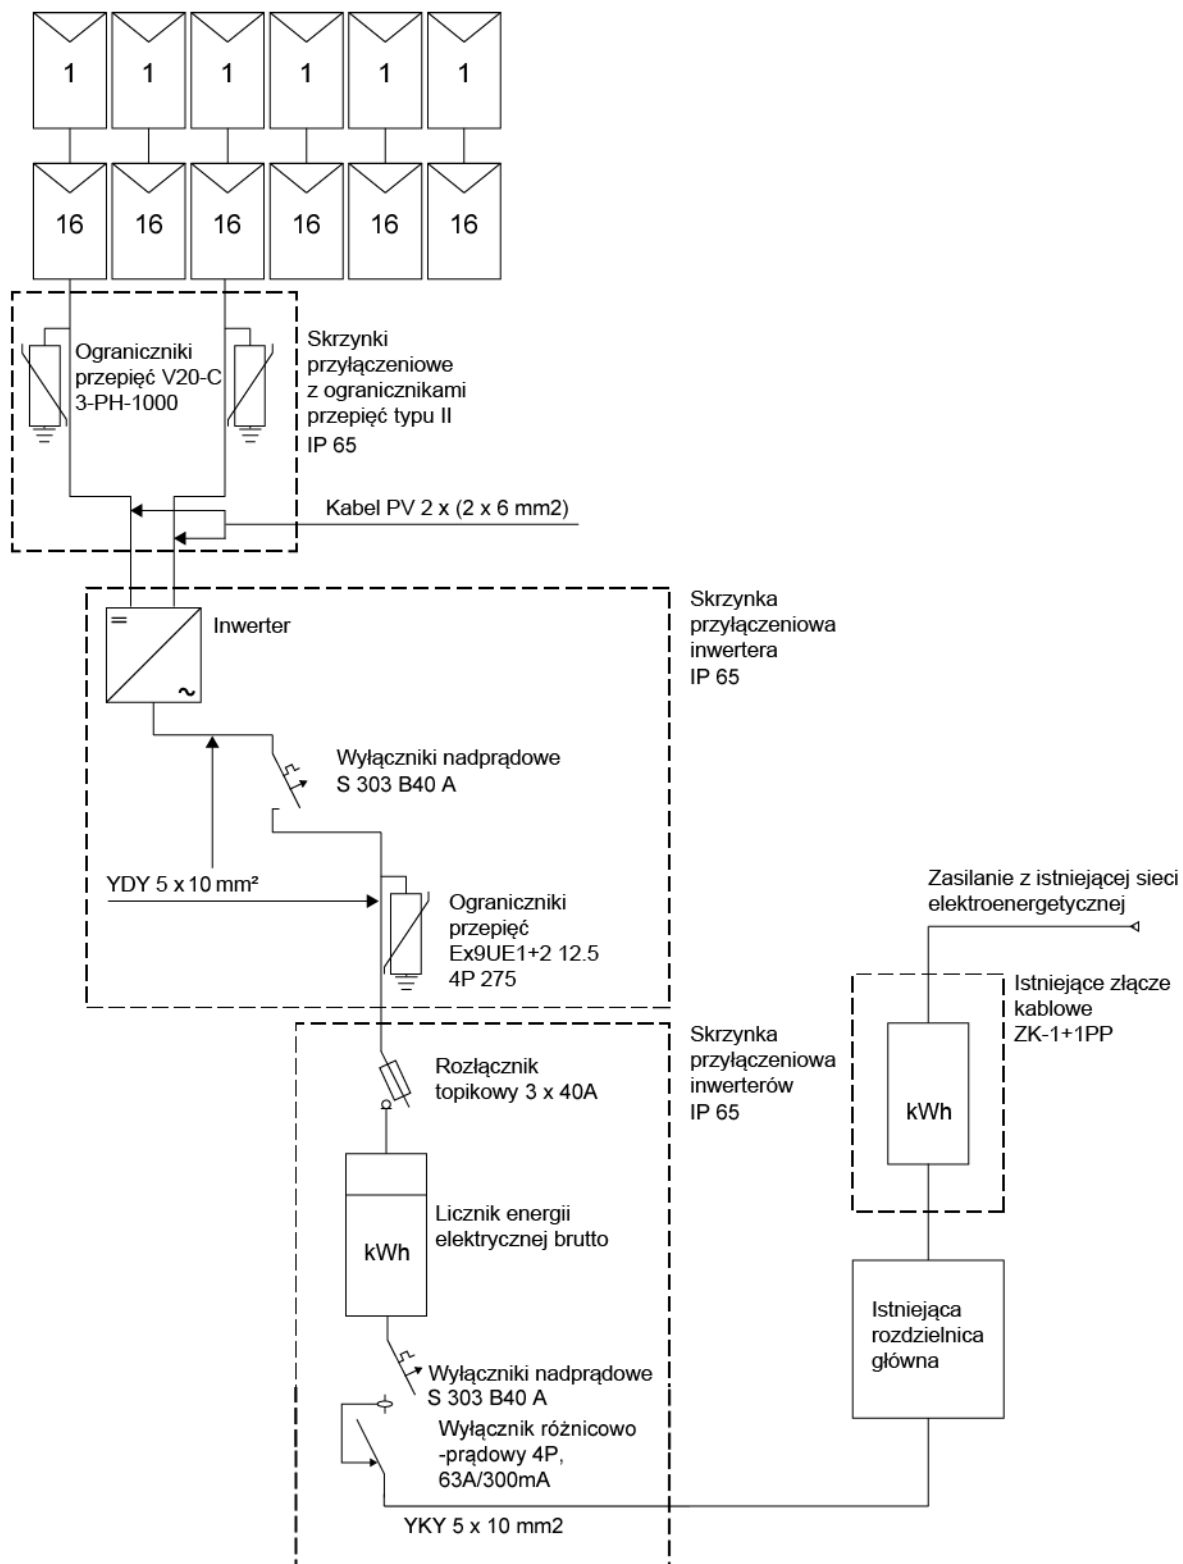 1 1 1 1 1 1
16 16 16 16 16 16
Ograniczniki
przepięć V20-C
3-PH-1000
Skrzynki
przyłączeniowe
z ogranicznikami
przepięć typu II
IP 65
Kabel PV 2 x (2 x 6 mm2)
Inwerter
Skrzynka
przyłączeniowa
inwertera
IP 65
Wyłączniki nadprądowe
S 303 B40 A
YDY 5 x 10 mm²
Ograniczniki
przepięć
Ex9UE1+2 12.5
4P 275
Zasilanie z istniejącej sieci
elektroenergetycznej
Istniejące złącze
kablowe
ZK-1+1PP
kWh
Skrzynka
przyłączeniowa
inwerterów
IP 65
Rozłącznik
topikowy 3 x 40A
Licznik energii
elektrycznej brutto
kWh
Istniejąca
rozdzielnica
główna
Wyłączniki nadprądowe
S 303 B40 A
Wyłącznik różnicowo
-prądowy 4P,
63A/300mA
YKY 5 x 10 mm2